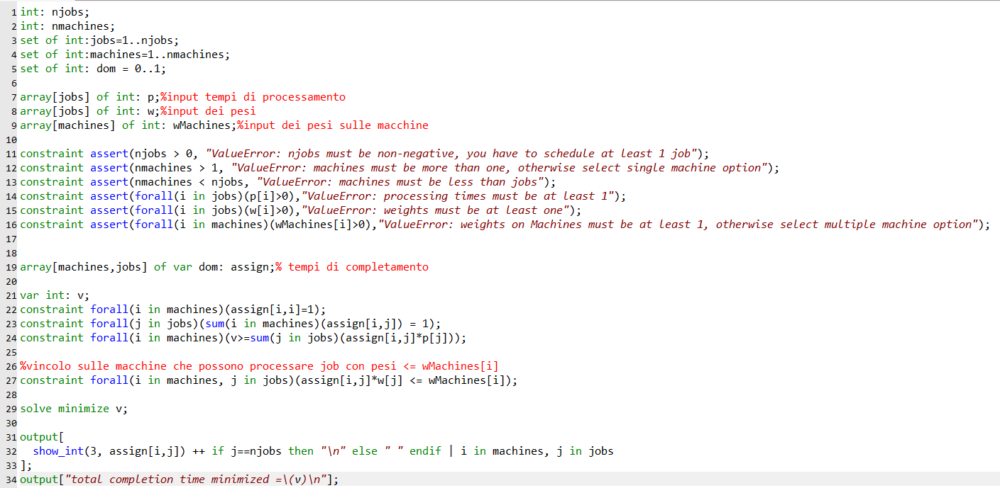 1 int: njobs;
2 int: nmachines;
3 set of int:jobs=1..njobs;
4 set of int:machines=1..nmachines;
5 set of int: dom = 0..1;
6
7 array[jobs] of int: p;%input tempi di processamento
8 array[jobs] of int: w;%input dei pesi
9 array[machines] of int: wMachines;%input dei pesi sulle macchine
10
11 constraint assert(njobs > 0, "ValueError: njobs must be non-negative, you have to schedule at least 1 job");
12 constraint assert(nmachines > 1, "ValueError: machines must be more than one, otherwise select single machine option");
13 constraint assert(nmachines < njobs, "ValueError: machines must be less than jobs");
14 constraint assert(forall(i in jobs)(p[i]>0),"ValueError: processing times must be at least 1");
15 constraint assert(forall(i in jobs)(w[i]>0),"ValueError: weights must be at least one");
16 constraint assert(forall(i in machines)(wMachines[i]>0),"ValueError: weights on Machines must be at least 1, otherwise select multiple machine option");
17
18
19 array[machines,jobs] of var dom: assign;% tempi di completamento
20
21 var int: v;
22 constraint forall(i in machines)(assign[i,i]=1);
23 constraint forall(j in jobs)(sum(i in machines)(assign[i,j]) = 1);
24 constraint forall(i in machines)(v>=sum(j in jobs)(assign[i,j]*p[j]));
25
26 %vincolo sulle macchine che possono processare job con pesi <= wMachines[i]
27 constraint forall(i in machines, j in jobs)(assign[i,j]*w[j] <= wMachines[i]);
28
29 solve minimize v;
30
31 output[
32   show_int(3, assign[i,j]) ++ if j==njobs then "\n" else " " endif | i in machines, j in jobs
33 ];
34 output["total completion time minimized =\(v)\n"];